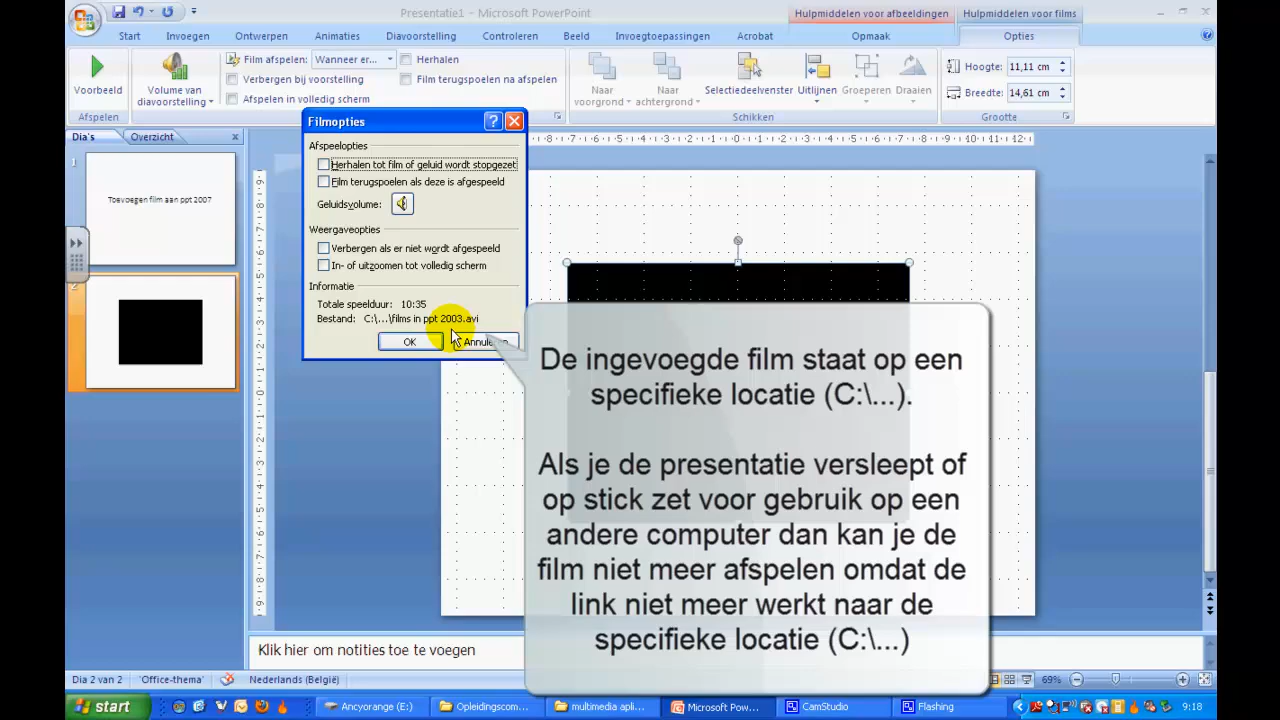 Presentatie1 - Microsoft PowerPoint
Hulpmiddelen voor afbeeldingen
Hulpmiddelen voor films
Start
Invoegen
Ontwerpen
Animaties
Diavoorstelling
Controleren
Beeld
Invoegtoepassingen
Acrobat
Opmaak
Opties
Voorbeeld
Afspelen
Volume van
diavoorstelling
Film afspelen: Wanneer er...
Herhalen
Verbergen bij voorstelling
Film terugspoelen na afspelen
Afspelen in volledig scherm
Naar
voorgrond
Naar
achtergrond
Selectiedeelvenster
Uitlijnen
Groeperen
Draaien
Schikken
Hoogte: 11,11 cm
Breedte: 14,61 cm
Grootte
Dia's
Overzicht
1
Toevoegen film aan ppt 2007
2
Filmopties
Afspeelopties
Herhalen tot film of geluid wordt stopgezet
Film terugspoelen als deze is afgespeeld
Geluidsvolume:
Weergaveopties
Verbergen als er niet wordt afgespeeld
In- of uitzoomen tot volledig scherm
Informatie
Totale speelduur: 10:35
Bestand: C:\...\films in ppt 2003.avi
OK
De ingevoegde film staat op een
specifieke locatie (C:\...).
Als je de presentatie versleept of
op stick zet voor gebruik op een
andere computer dan kan je de
film niet meer afspelen omdat de
link niet meer werkt naar de
specifieke locatie (C:\...)
Klik hier om notities toe te voegen
Dia 2 van 2
'Office-thema'
Nederlands (België)
69%
start
Ancyorange (E:)
Opleidingscom...
multimedia apli...
Microsoft Pow...
CamStudio
Flashing
9:18